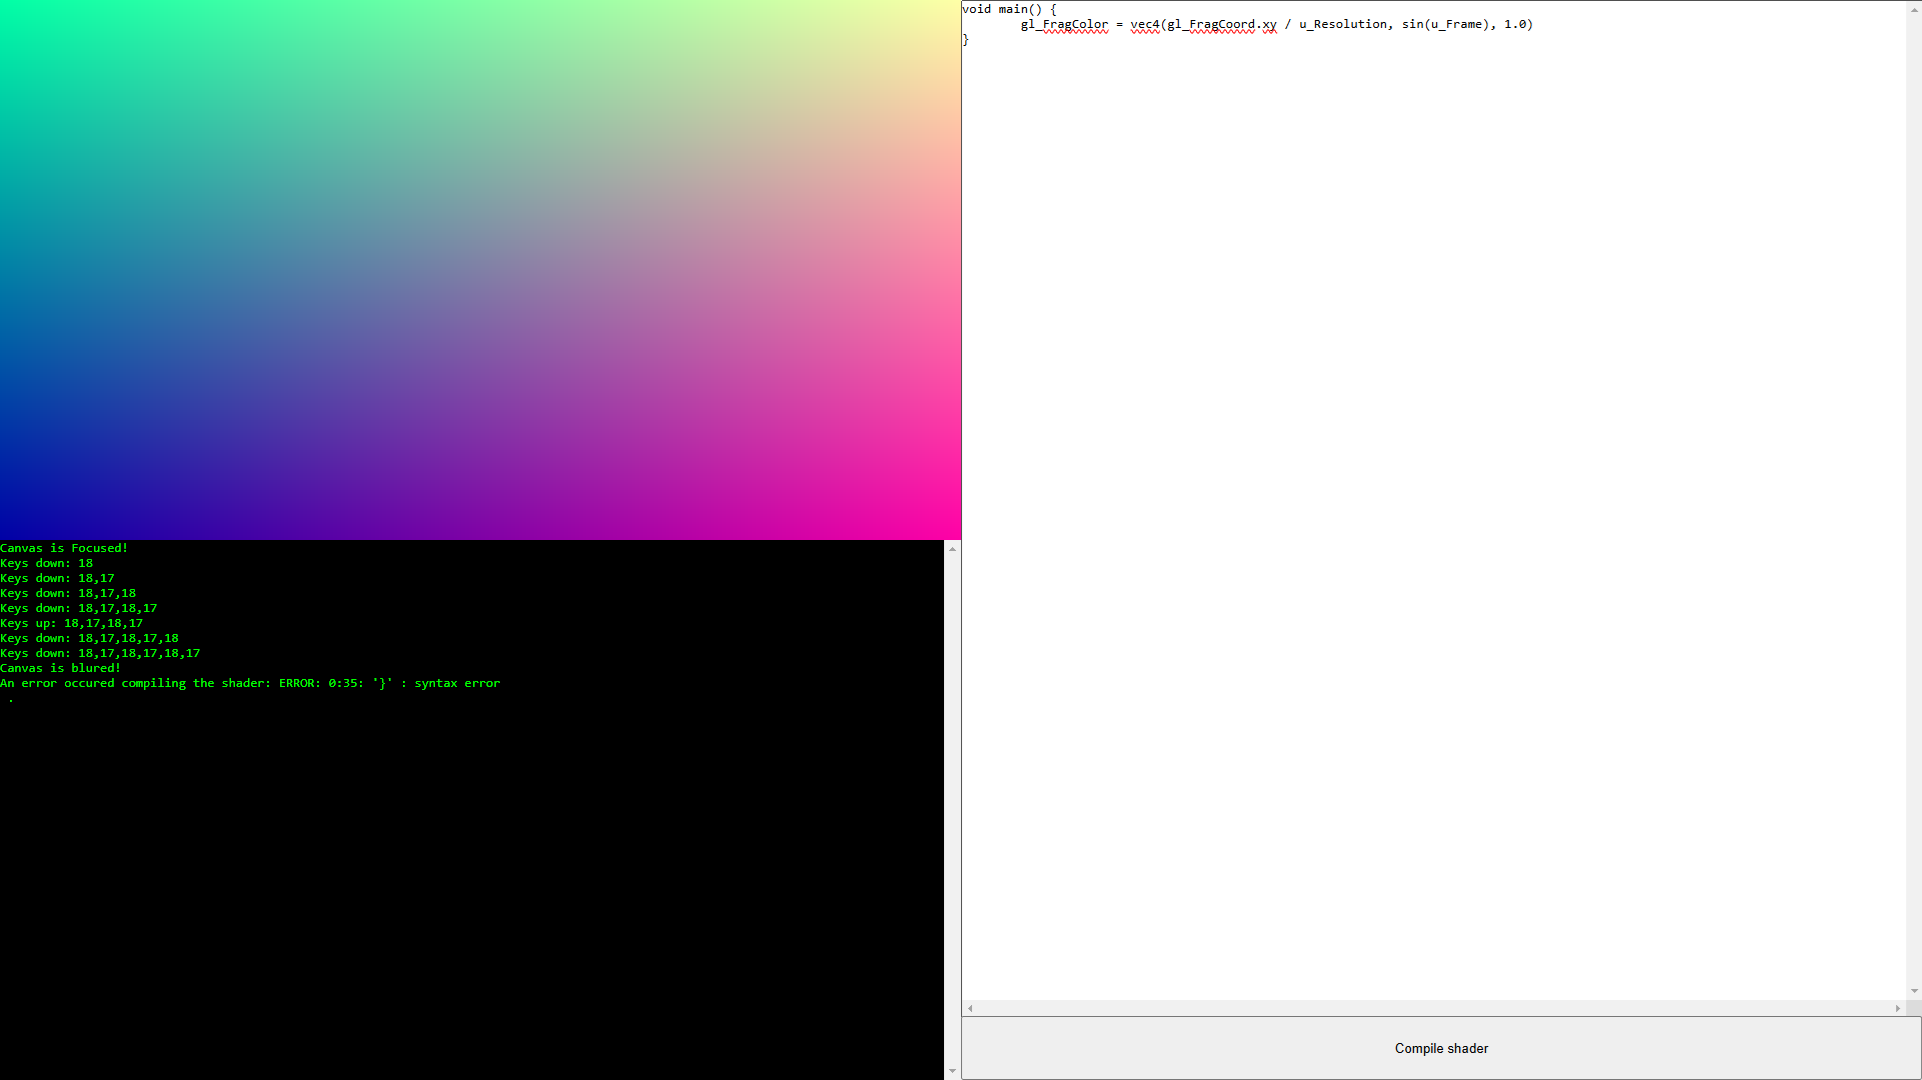 void main() {
	gl_FragColor = vec4(gl_FragCoord.xy / u_Resolution, sin(u_Frame), 1.0)
}
Canvas is Focused!
Keys down: 18
Keys down: 18,17
Keys down: 18,17,18
Keys down: 18,17,18,17
Keys up: 18,17,18,17
Keys down: 18,17,18,17,18
Keys down: 18,17,18,17,18,17
Canvas is blured!
An error occured compiling the shader: ERROR: 0:35: '}' : syntax error
 .
Compile shader